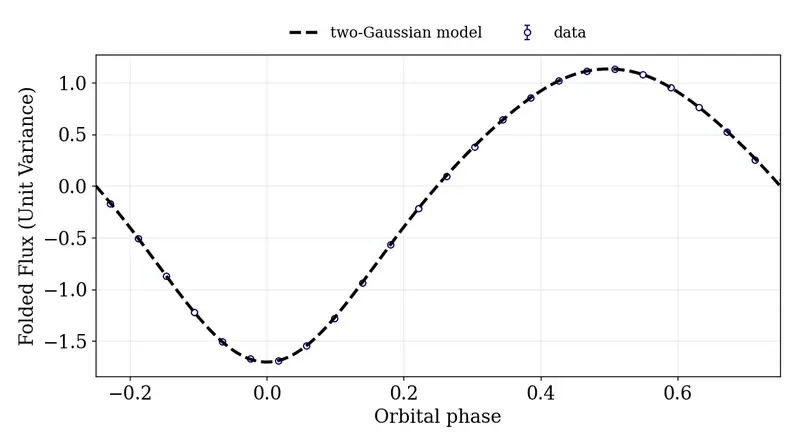 two-Gaussian model data
Folded Flux (Unit Variance)
1.0
0.5
0.0
−0.5
−1.0
−1.5
−0.2 0.0 0.2 0.4 0.6
Orbital phase